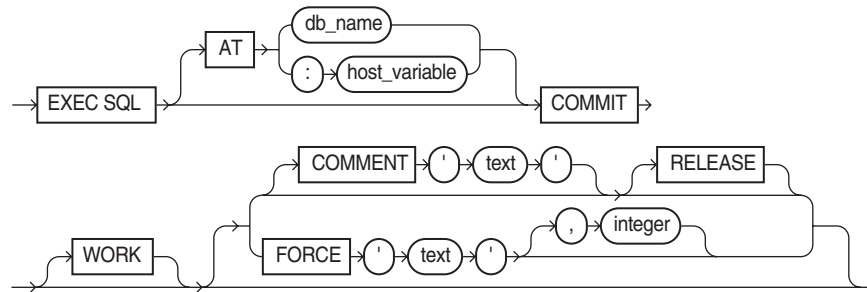 db_name
AT
: host_variable
EXEC SQL COMMIT
COMMENT ' text ' RELEASE
, integer
WORK FORCE ' text '